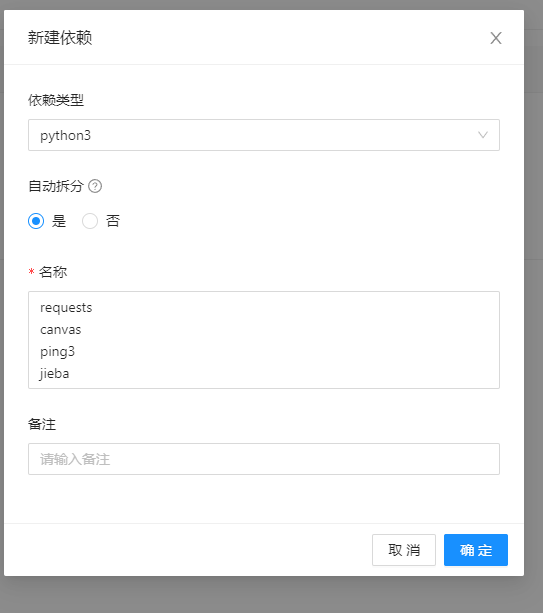 新建依赖
依赖类型
python3
自动拆分
是 否
* 名称
requests
canvas
ping3
jieba
备注
请输入备注
取 消 确 定